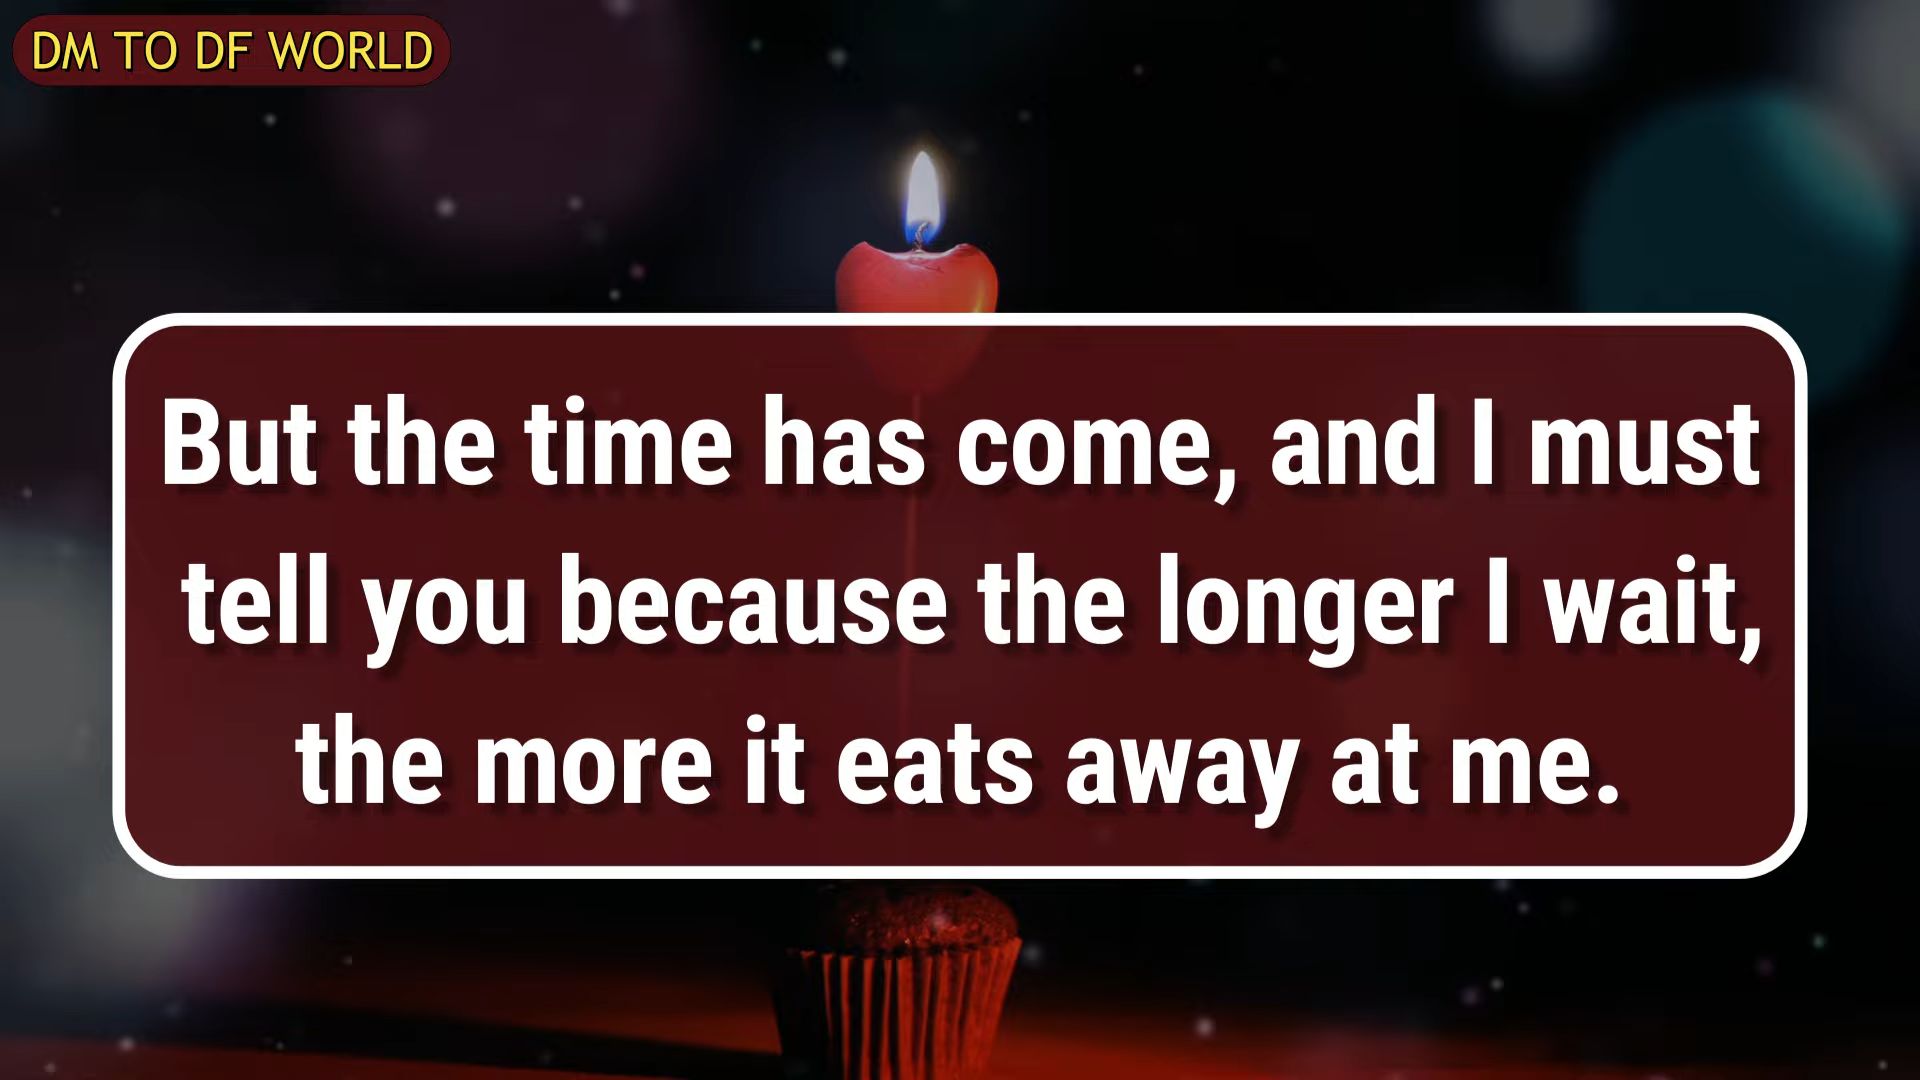 DM TO DF WORLD
But the time has come, and I must
tell you because the longer I wait,
the more it eats away at me.